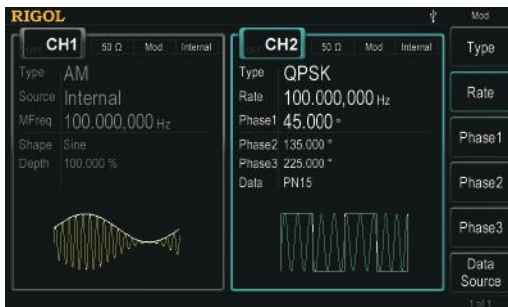 RIGOL Mod
OFF CH1 50 Ω Mod Internal
Type AM
Source Internal
MFreq 100.000,000 Hz
Shape Sine
Depth 100.000 %
OFF CH2 50 Ω Mod Internal
Type QPSK
Rate 100.000,000 Hz
Phase1 45.000 °
Phase2 135.000 °
Phase3 225.000 °
Data PN15
Type
Rate
Phase1
Phase2
Phase3
Data
Source
1 of 1